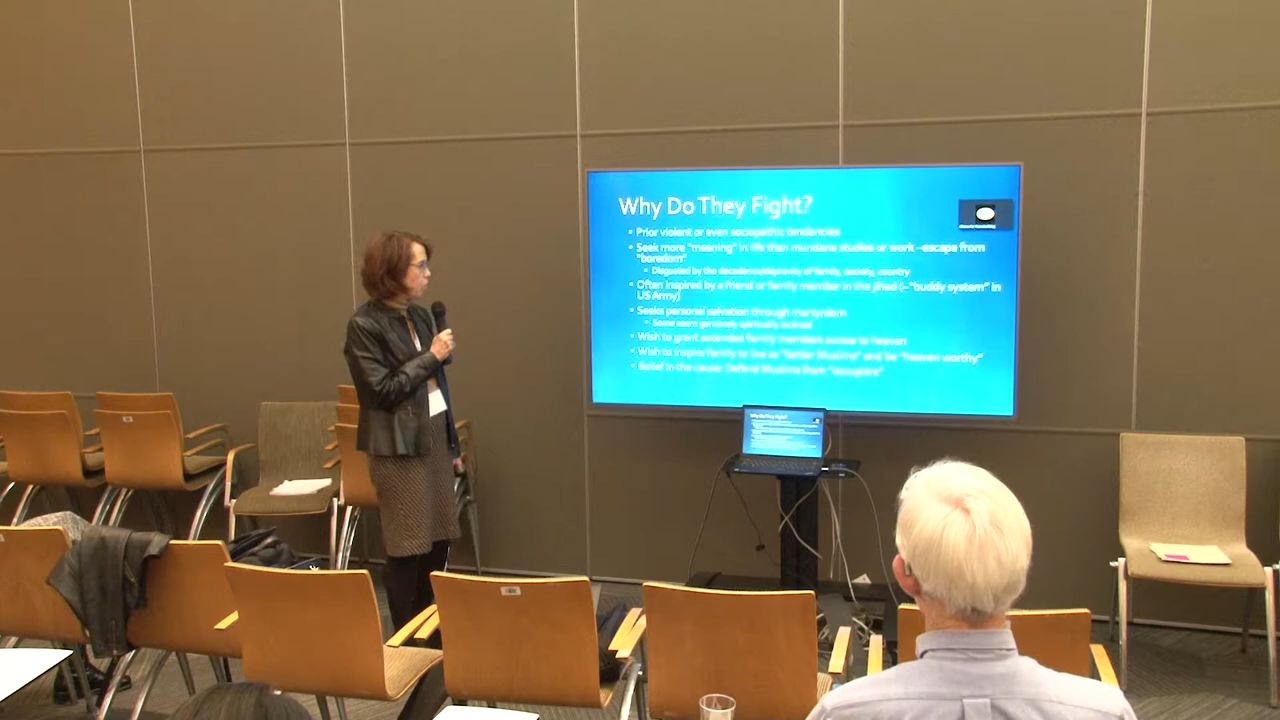 Why Do They Fight?
Prior violent or even sociopathic tendencies
Seek more "meaning" in life than mundane studies or work --escape from
"boredom"
Disgusted by the decadence/depravity of family, society, country
Often inspired by a friend or family member in the jihad (~"buddy system" in
US Army)
Seeks personal salvation through martyrdom
Some seem genuinely spiritually inclined
Wish to grant extended family members access to heaven
Wish to inspire family to live as "better Muslims" and be "heaven worthy"
Belief in the cause: Defend Muslims from "occupiers"
Why Do They Fight?